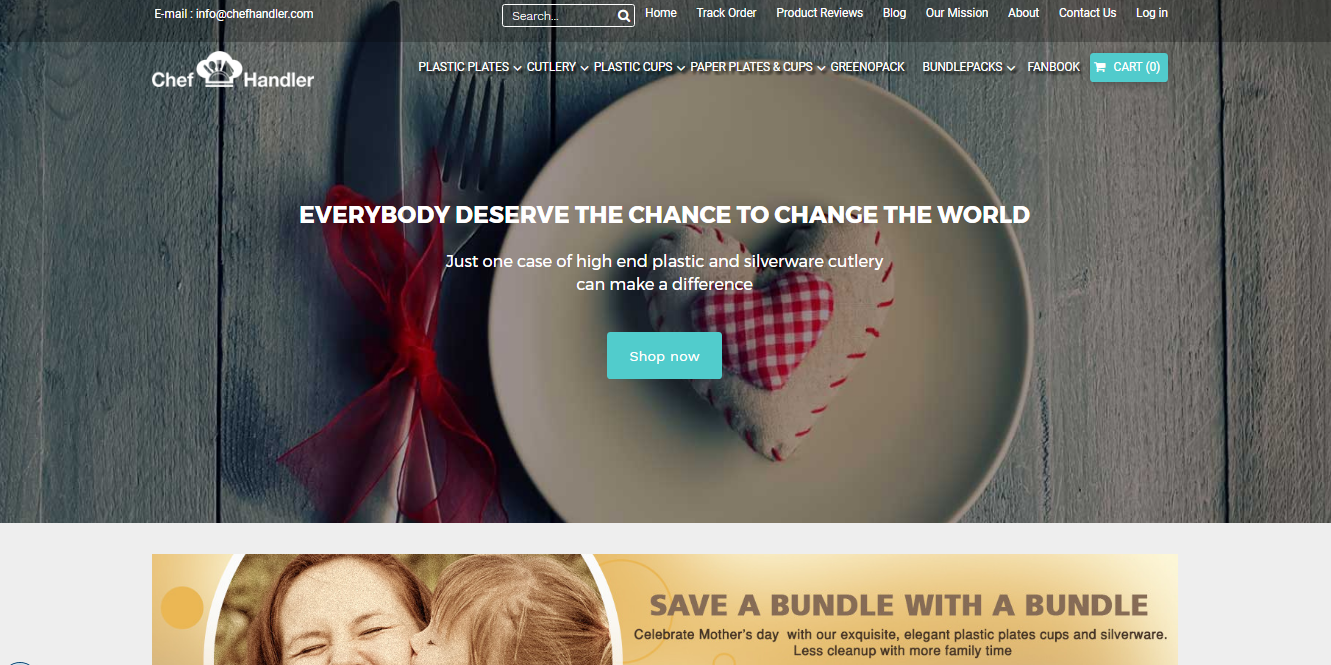 E-mail : info@chefhandler.com
Search...
Home Track Order Product Reviews Blog Our Mission About Contact Us Log in
Chef Handler
PLASTIC PLATES CUTLERY PLASTIC CUPS PAPER PLATES & CUPS GREENOPACK BUNDLEPACKS FANBOOK CART (0)
EVERYBODY DESERVE THE CHANCE TO CHANGE THE WORLD
Just one case of high end plastic and silverware cutlery
can make a difference
Shop now
SAVE A BUNDLE WITH A BUNDLE
Celebrate Mother's day with our exquisite, elegant plastic plates cups and silverware.
Less cleanup with more family time